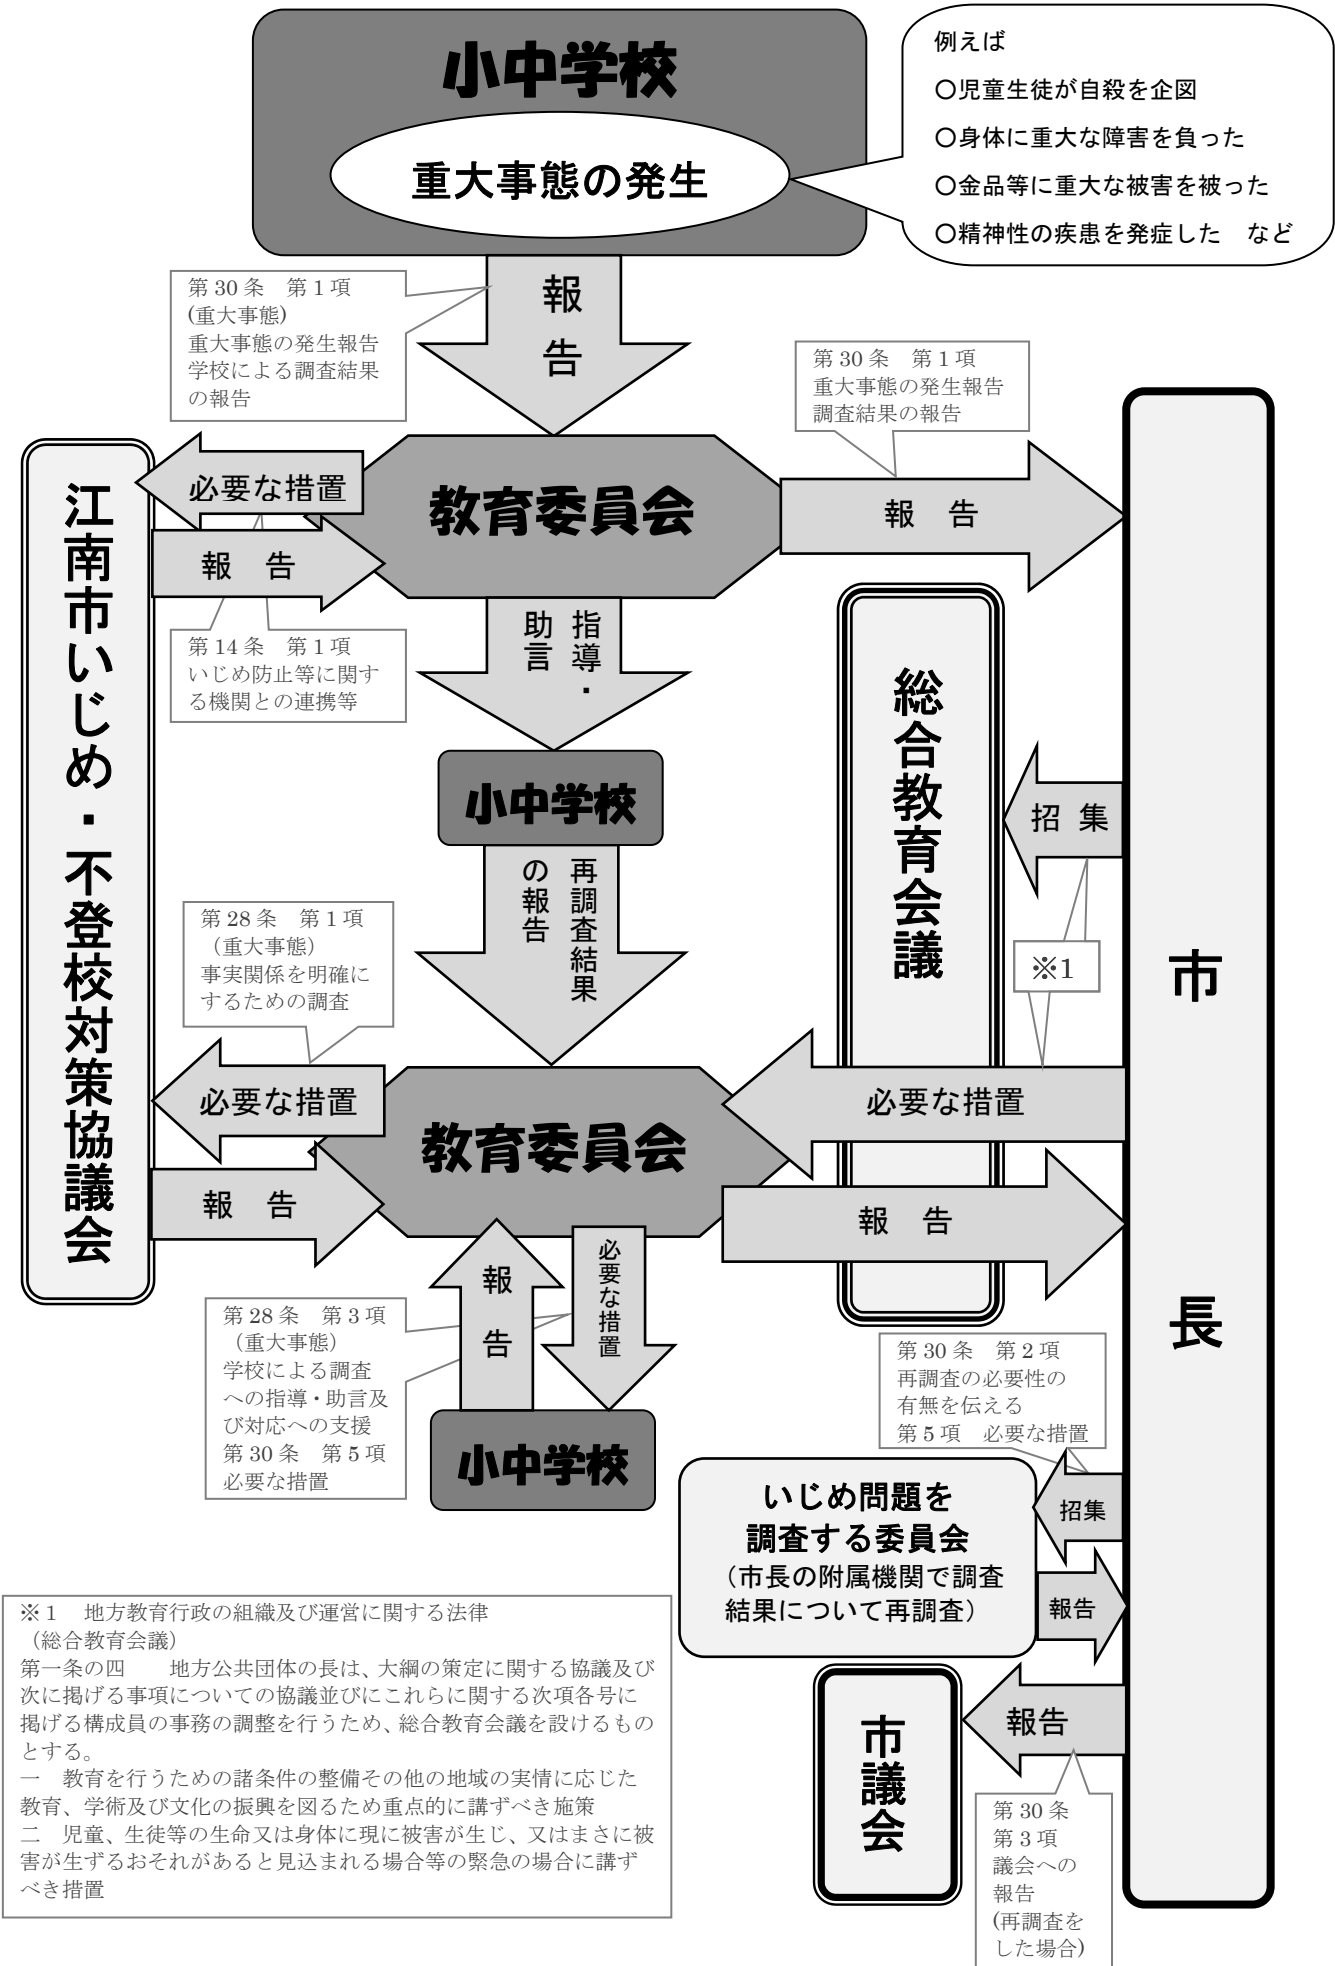 小中学校
重大事態の発生
例えば
○児童生徒が自殺を企図
○身体に重大な障害を負った
○金品等に重大な被害を被った
○精神性の疾患を発症した　など
報告
第 30 条　第 1 項
(重大事態)
重大事態の発生報告
学校による調査結果
の報告
第 30 条　第 1 項
重大事態の発生報告
調査結果の報告
江南市いじめ・不登校対策協議会
必要な措置
教育委員会
報　告
報　告
市長
第 14 条　第 1 項
いじめ防止等に関す
る機関との連携等
指導・
助言
総合教育会議
小中学校
招 集
再調査結果
の報告
※1
第 28 条　第 1 項
（重大事態）
事実関係を明確に
するための調査
必要な措置
教育委員会
必要な措置
報　告
報　告
報告
必要な措置
第 28 条　第 3 項
（重大事態）
学校による調査
への指導・助言及
び対応への支援
第 30 条　第 5 項
必要な措置
小中学校
第 30 条　第 2 項
再調査の必要性の
有無を伝える
第 5 項　必要な措置
いじめ問題を
調査する委員会
（市長の附属機関で調査
結果について再調査）
招集
報告
市議会
報告
第 30 条
第 3 項
議会への
報告
(再調査を
した場合)
※１　地方教育行政の組織及び運営に関する法律
（総合教育会議）
第一条の四　　地方公共団体の長は、大綱の策定に関する協議及び
次に掲げる事項についての協議並びにこれらに関する次項各号に
掲げる構成員の事務の調整を行うため、総合教育会議を設けるもの
とする。
一　教育を行うための諸条件の整備その他の地域の実情に応じた
教育、学術及び文化の振興を図るため重点的に講ずべき施策
二　児童、生徒等の生命又は身体に現に被害が生じ、又はまさに被
害が生ずるおそれがあると見込まれる場合等の緊急の場合に講ず
べき措置